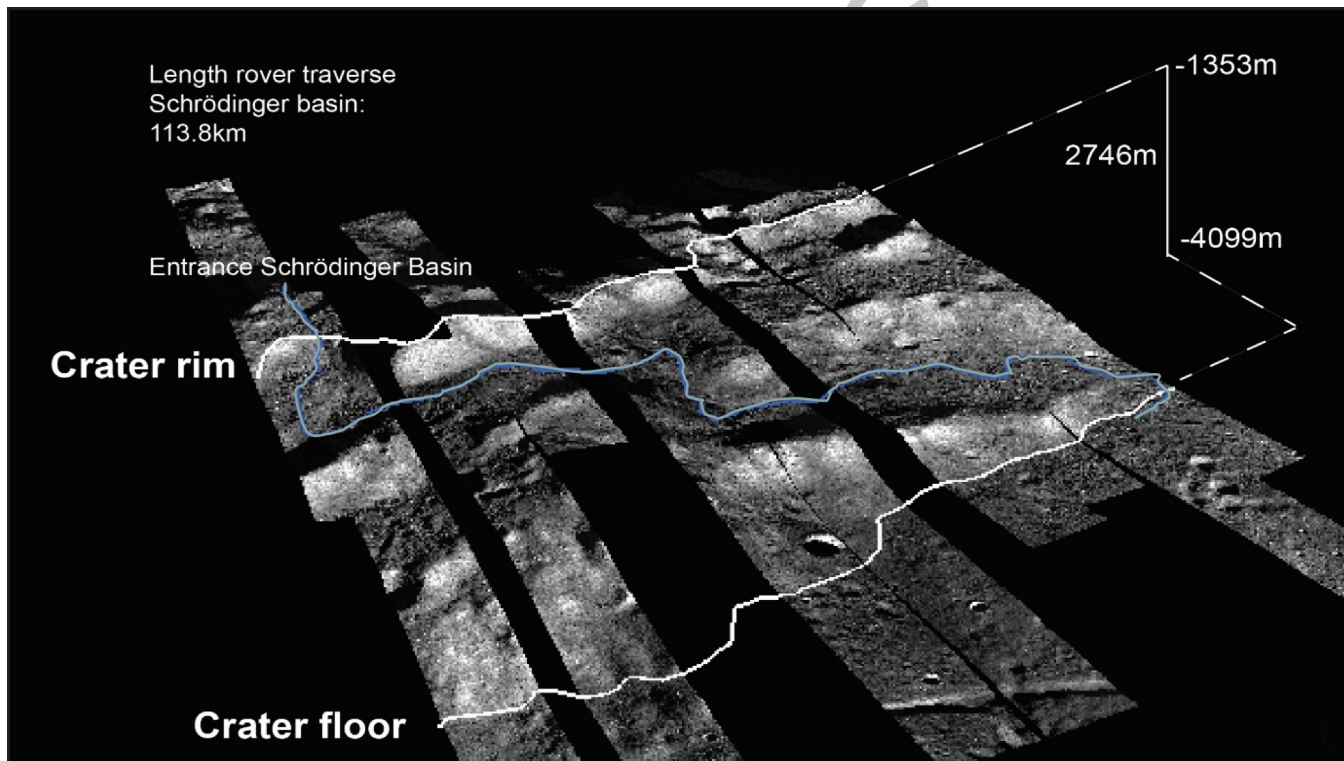 Length rover traverse
Schrödinger basin:
113.8km
-1353m
2746m
-4099m
Entrance Schrödinger Basin
Crater rim
Crater floor